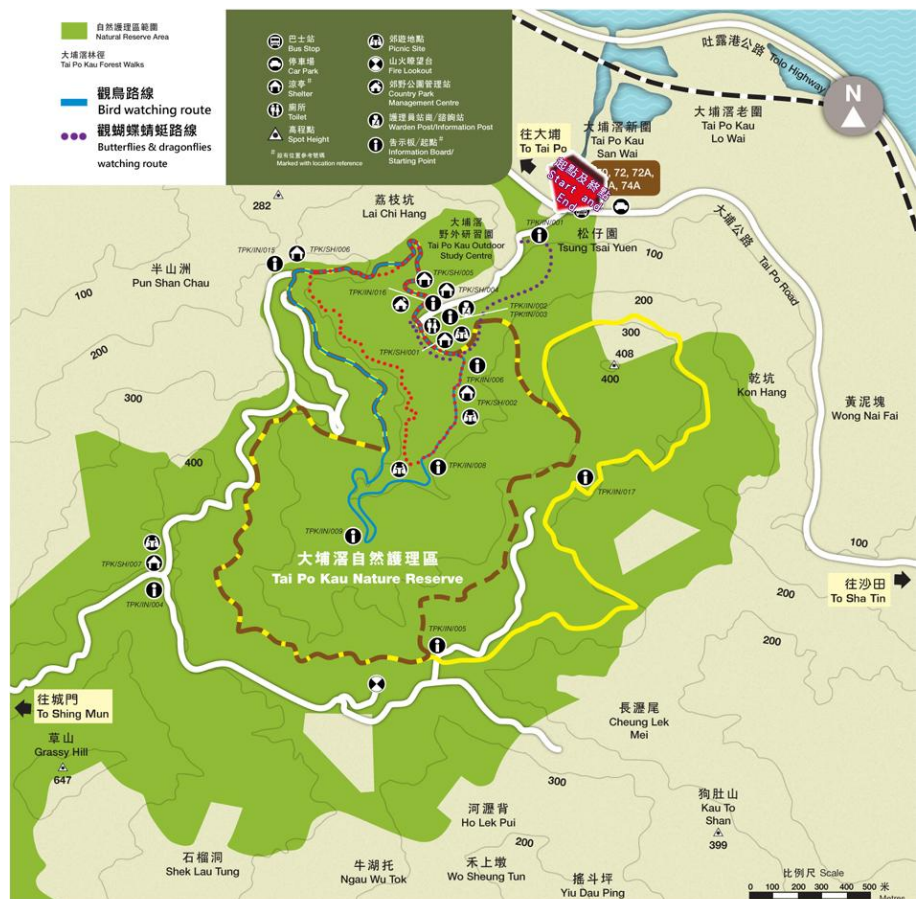 自然護理區範圍
Natural Reserve Area
大埔滘林徑
Tai Po Kau Forest Walks
觀鳥路線
Bird watching route
觀蝴蝶蜻蜓路線
Butterflies & dragonflies
watching route
巴士站
Bus Stop
停車場
Car Park
涼亭#
Shelter
廁所
Toilet
高程點
Spot Height
# 設有位置參考號碼
Marked with location reference
郊遊地點
Picnic Site
山火瞭望台
Fire Lookout
郊野公園管理站
Country Park
Management Centre
護理員站崗/諮詢站
Warden Post/Information Post
告示板/起點#
Information Board/
Starting Point
吐露港公路
Tolo Highway
N
大埔滘老圍
Tai Po Kau
Lo Wai
大埔滘新圍
Tai Po Kau
San Wai
往大埔
To Tai Po
起點及終點
Start and
End
72, 72A,
74A
大埔公路
Tai Po Road
松仔園
Tsung Tsai Yuen
TPK/IN/001
282
荔枝坑
Lai Chi Hang
大埔滘
野外研習園
Tai Po Kau Outdoor
Study Centre
TPK/IN/015
TPK/SH/006
半山洲
Pun Shan Chau
TPK/SH/005
TPK/SH/004
TPK/IN/016
TPK/IN/002
TPK/IN/003
TPK/SH/001
TPK/IN/006
TPK/SH/002
TPK/IN/008
TPK/IN/009
100
200
300
400
100
200
300
408
400
乾坑
Kon Hang
黃泥塊
Wong Nai Fai
TPK/IN/017
大埔滘自然護理區
Tai Po Kau Nature Reserve
TPK/SH/007
TPK/IN/004
TPK/IN/005
100
往沙田
To Sha Tin
200
200
往城門
To Shing Mun
草山
Grassy Hill
647
長瀝尾
Cheung Lek
Mei
300
狗肚山
Kau To
Shan
399
河瀝背
Ho Lek Pui
200
石榴洞
Shek Lau Tung
牛湖托
Ngau Wu Tok
禾上墩
Wo Sheung Tun
搖斗坪
Yiu Dau Ping
比例尺 Scale
0 100 200 300 400 500 米
Metres